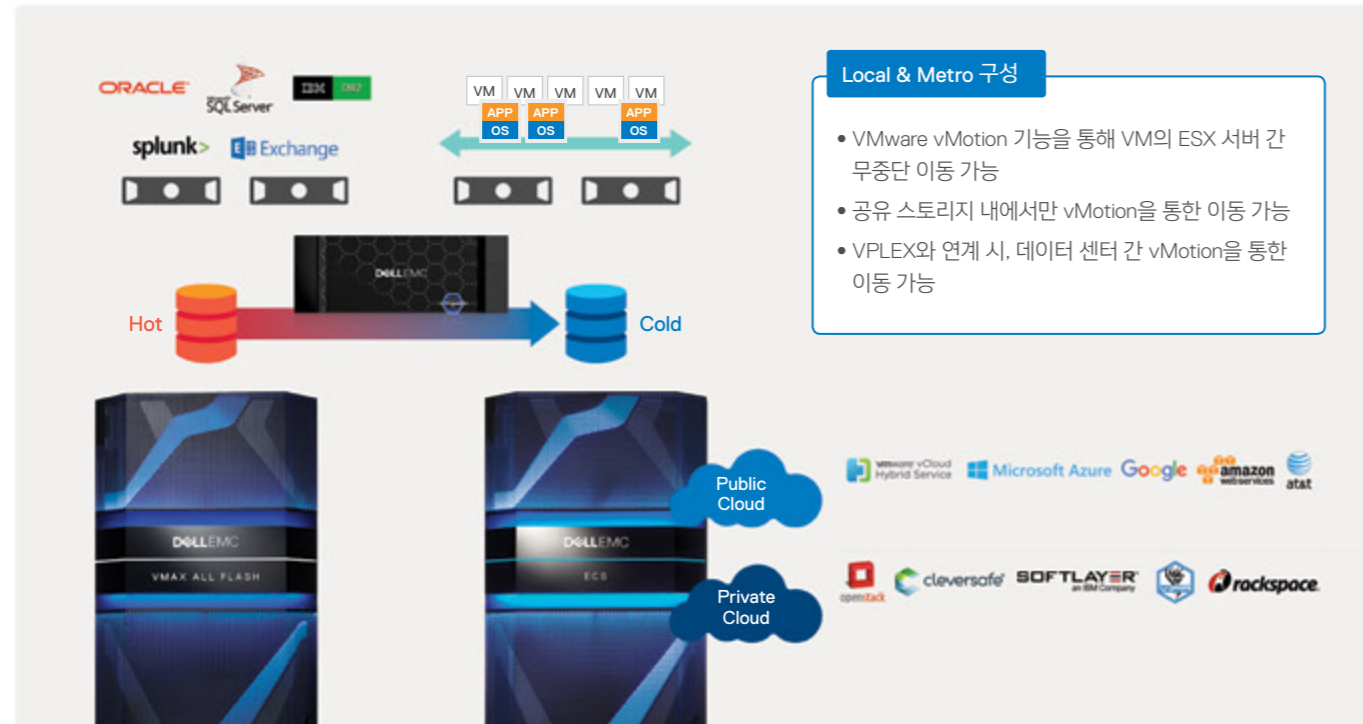 ORACLE
Microsoft
SQL Server
IBM DB2
splunk>
E Exchange
VM VM VM VM VM
APP APP APP
OS OS OS
Local & Metro 구성
• VMware vMotion 기능을 통해 VM의 ESX 서버 간
무중단 이동 가능
• 공유 스토리지 내에서만 vMotion을 통한 이동 가능
• VPLEX와 연계 시, 데이터 센터 간 vMotion을 통한
이동 가능
DELLEMC
Hot
Cold
DELLEMC
VMAX ALL FLASH
DELLEMC
ECS
Public
Cloud
vmware vCloud
Hybrid Service
Microsoft Azure
Google
amazon
webservices
at&t
Private
Cloud
openstack
cleversafe
SOFTLAYER
an IBM Company
rackspace